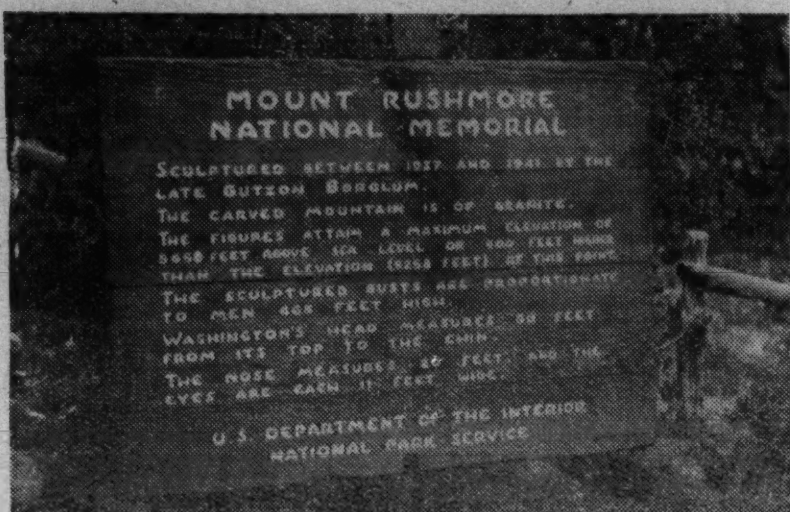 MOUNT RUSHMORE
NATIONAL MEMORIAL
SCULPTURED BETWEEN 1927 AND 1941 BY THE
LATE GUTZON BORGLUM.
THE CARVED MOUNTAIN IS OF GRANITE.
THE FIGURES ATTAIN A MAXIMUM ELEVATION OF
FEET ABOVE SEA LEVEL OR FEET HIGHER
THAN THE ELEVATION (5258 FEET) OF THIS POINT.
THE SCULPTURED BUSTS ARE PROPORTIONATE
TO MEN 465 FEET HIGH.
WASHINGTON'S HEAD MEASURES FEET
FROM ITS TOP TO THE CHIN.
THE NOSE MEASURES FEET AND THE
EYES ARE EACH 11 FEET WIDE.
U.S. DEPARTMENT OF THE INTERIOR
NATIONAL PARK SERVICE